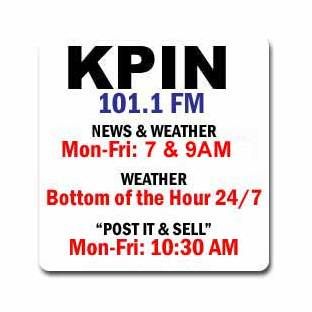 KPIN
101.1 FM
NEWS & WEATHER
Mon-Fri: 7 & 9AM
WEATHER
Bottom of the Hour 24/7
“POST IT & SELL”
Mon-Fri: 10:30 AM